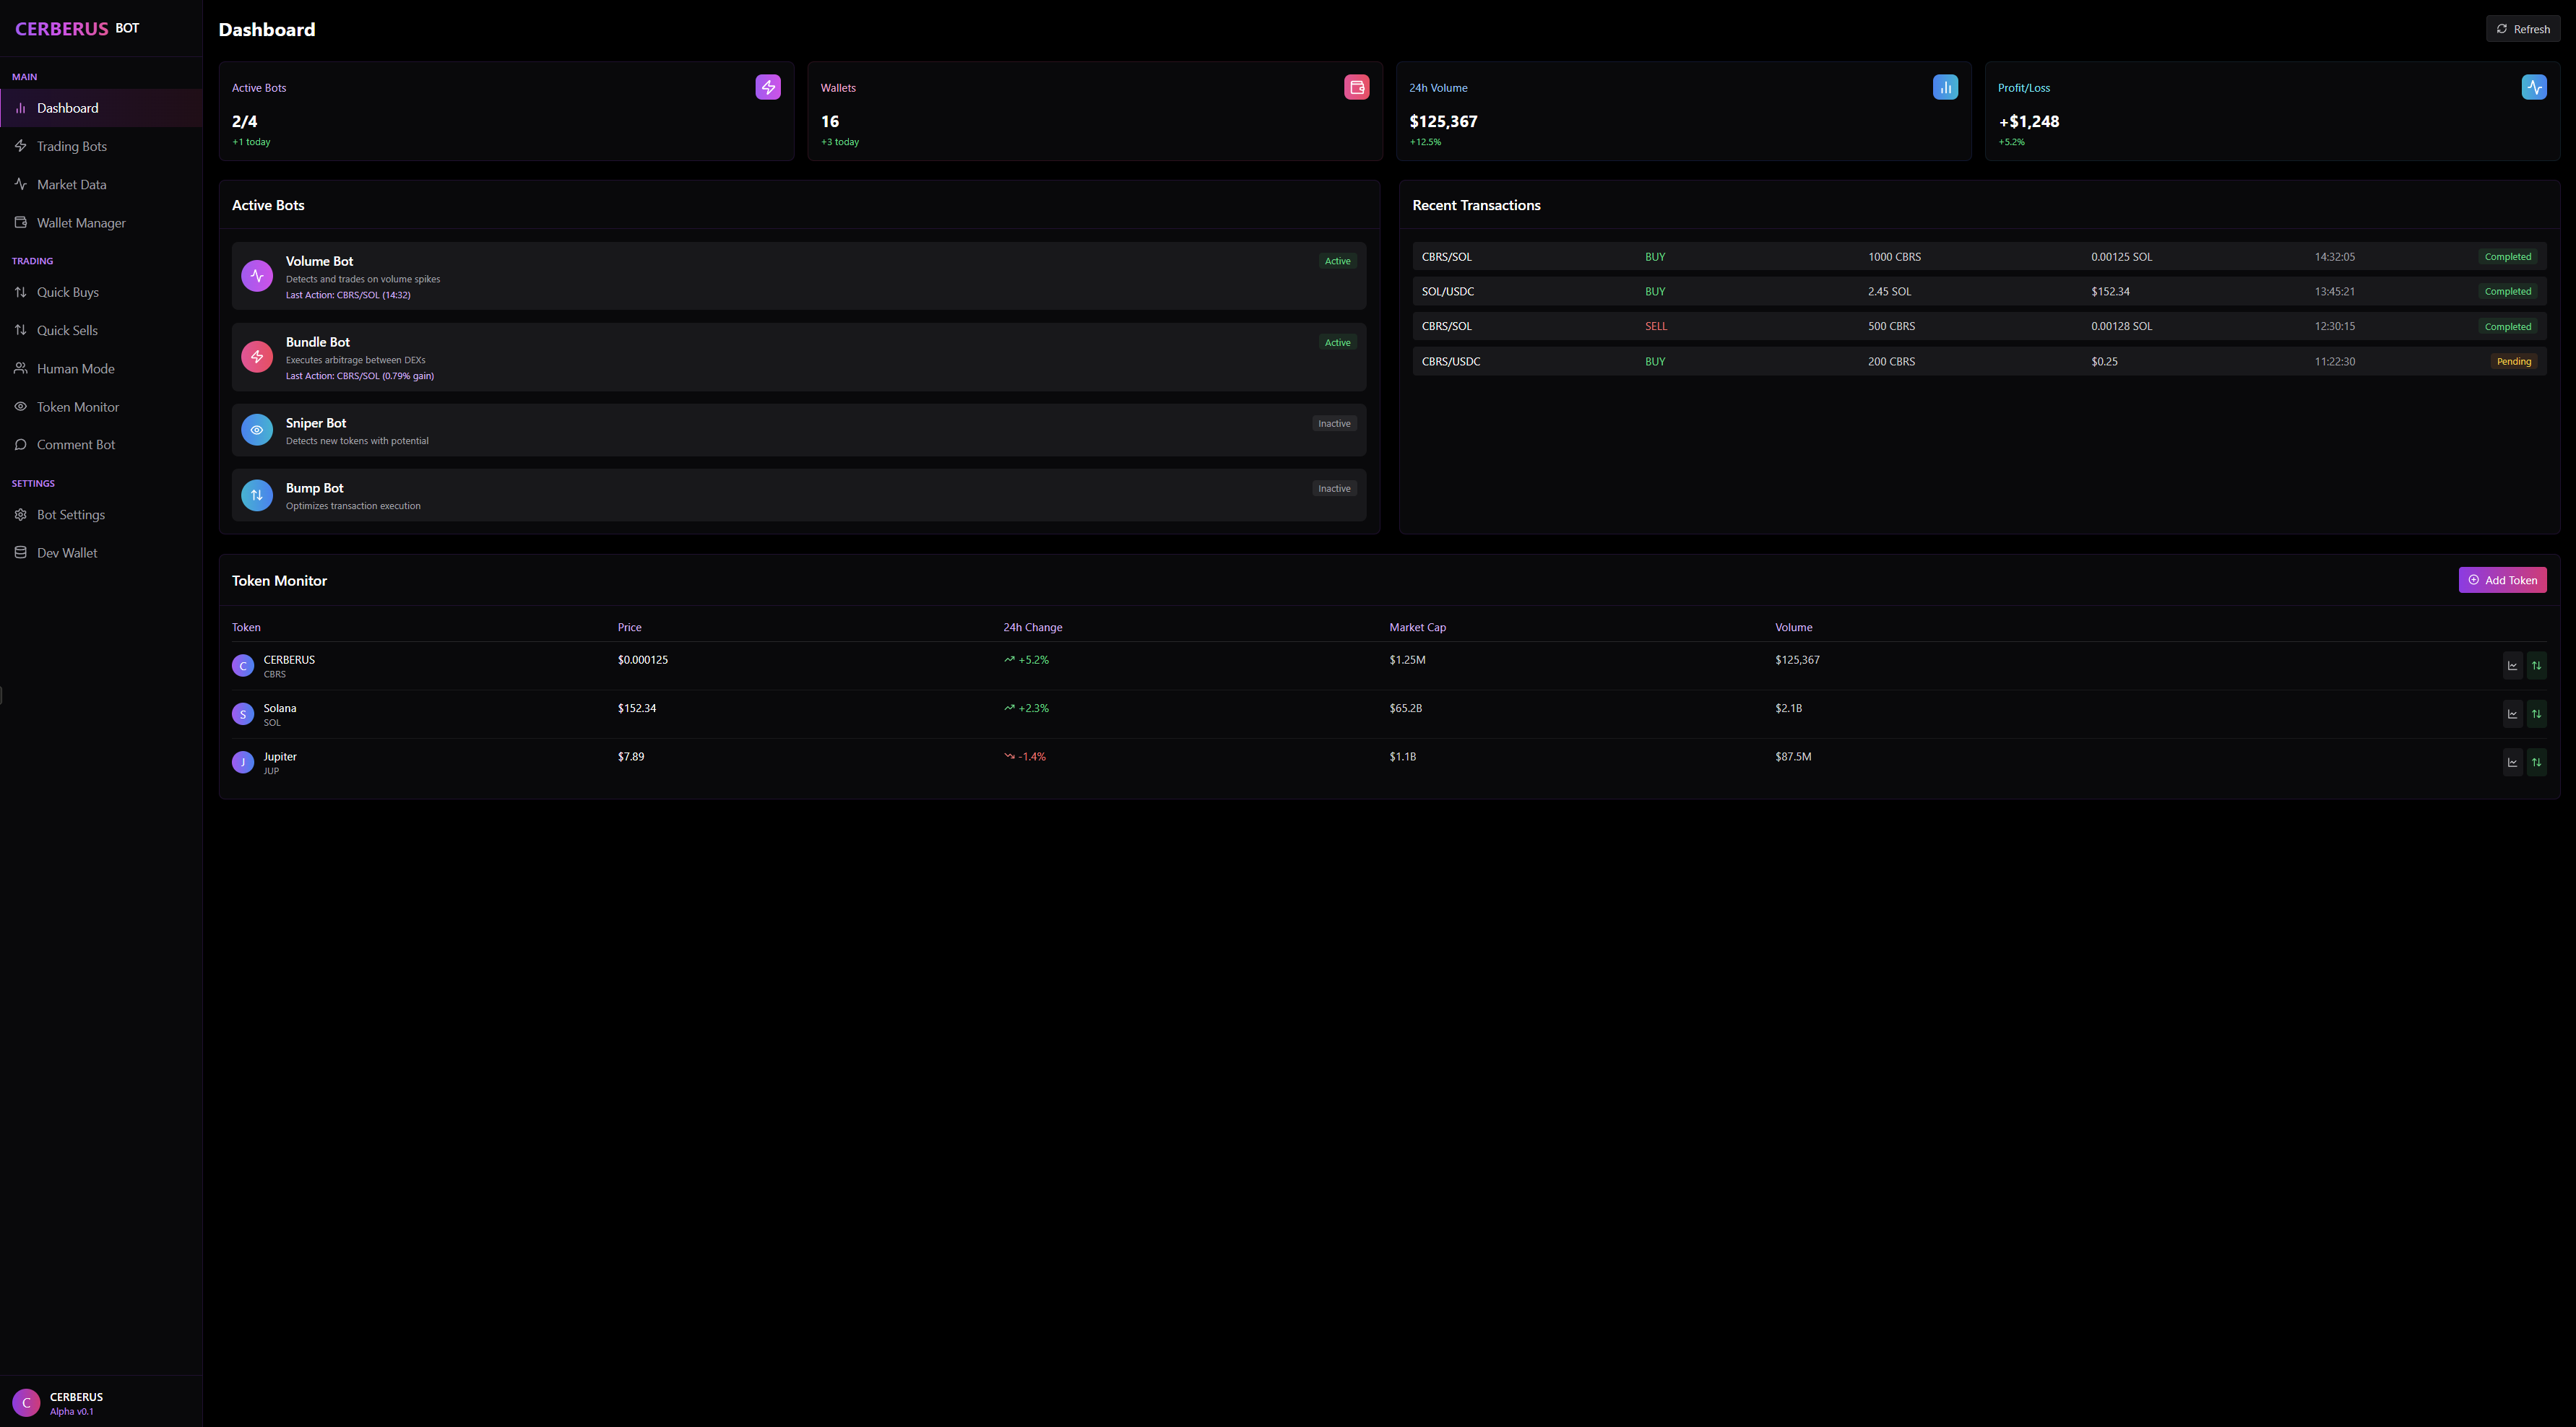 CERBERUS BOT
MAIN
Dashboard
Trading Bots
Market Data
Wallet Manager
TRADING
Quick Buys
Quick Sells
Human Mode
Token Monitor
Comment Bot
SETTINGS
Bot Settings
Dev Wallet
C
CERBERUS
Alpha v0.1
Dashboard
Refresh
Active Bots
2/4
+1 today
Wallets
16
+3 today
24h Volume
$125,367
+12.5%
Profit/Loss
+$1,248
+5.2%
Active Bots
Volume Bot
Active
Detects and trades on volume spikes
Last Action: CBRS/SOL (14:32)
Bundle Bot
Active
Executes arbitrage between DEXs
Last Action: CBRS/SOL (0.79% gain)
Sniper Bot
Inactive
Detects new tokens with potential
Bump Bot
Inactive
Optimizes transaction execution
Recent Transactions
CBRS/SOL BUY 1000 CBRS 0.00125 SOL 14:32:05 Completed
SOL/USDC BUY 2.45 SOL $152.34 13:45:21 Completed
CBRS/SOL SELL 500 CBRS 0.00128 SOL 12:30:15 Completed
CBRS/USDC BUY 200 CBRS $0.25 11:22:30 Pending
Token Monitor
Add Token
Token Price 24h Change Market Cap Volume
C CERBERUS $0.000125 +5.2% $1.25M $125,367
CBRS
S Solana $152.34 +2.3% $65.2B $2.1B
SOL
J Jupiter $7.89 -1.4% $1.1B $87.5M
JUP